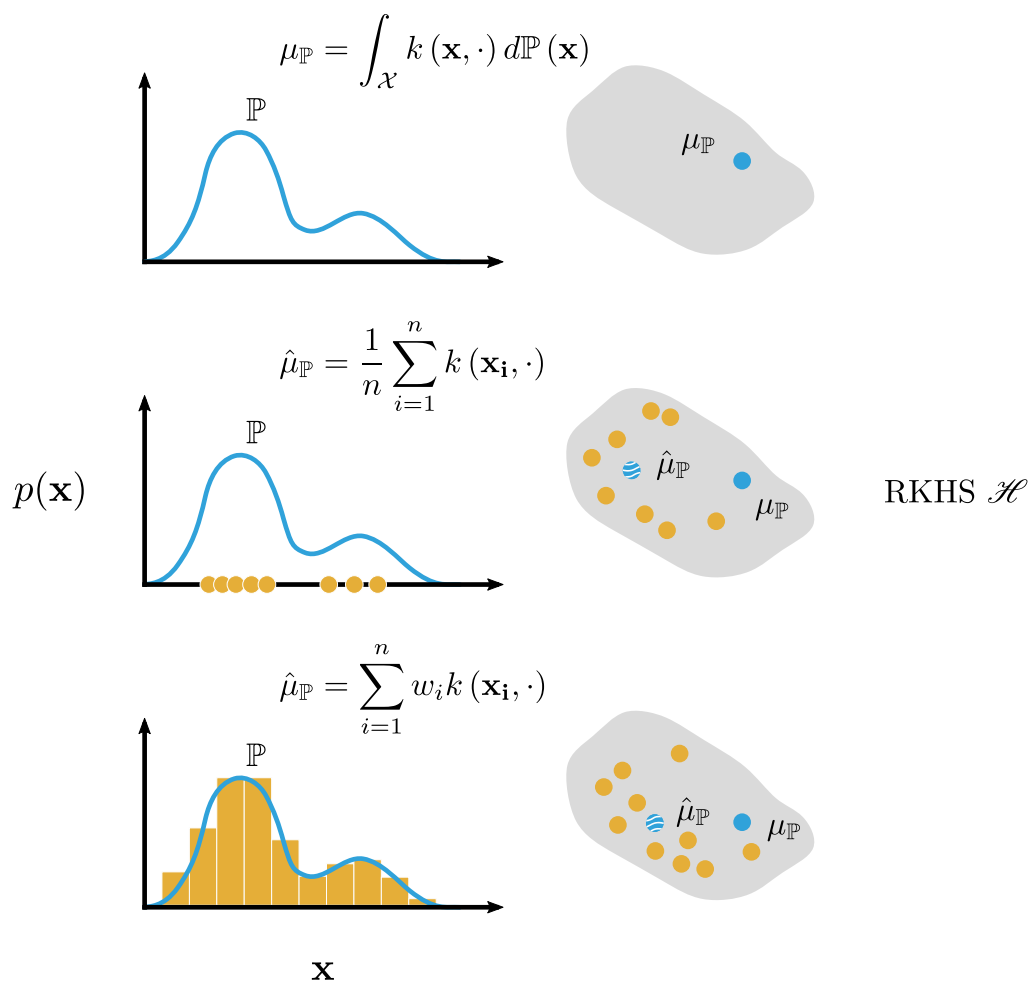 μ_ℙ = ∫_𝒳 k (𝐱, ·) dℙ (𝐱)
ℙ
μ_ℙ
μ̂_ℙ = 1/n ∑_{i=1}^{n} k (𝐱_𝐢, ·)
ℙ
μ̂_ℙ
μ_ℙ
p(𝐱)
RKHS ℋ
μ̂_ℙ = ∑_{i=1}^{n} w_i k (𝐱_𝐢, ·)
ℙ
μ̂_ℙ
μ_ℙ
𝐱